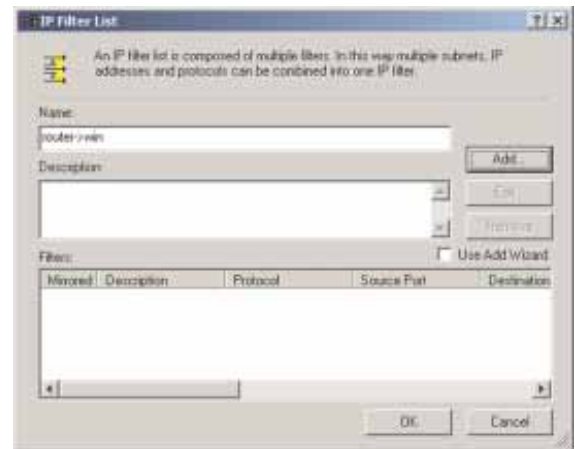 IP Filter List
An IP filter list is composed of multiple filters. In this way multiple subnets, IP
addresses and protocols can be combined into one IP filter.
Name:
router->win
Add...
Description:
Edit...
Remove
Filters:
Use Add Wizard
Mirrored Description Protocol Source Port Destination
OK
Cancel